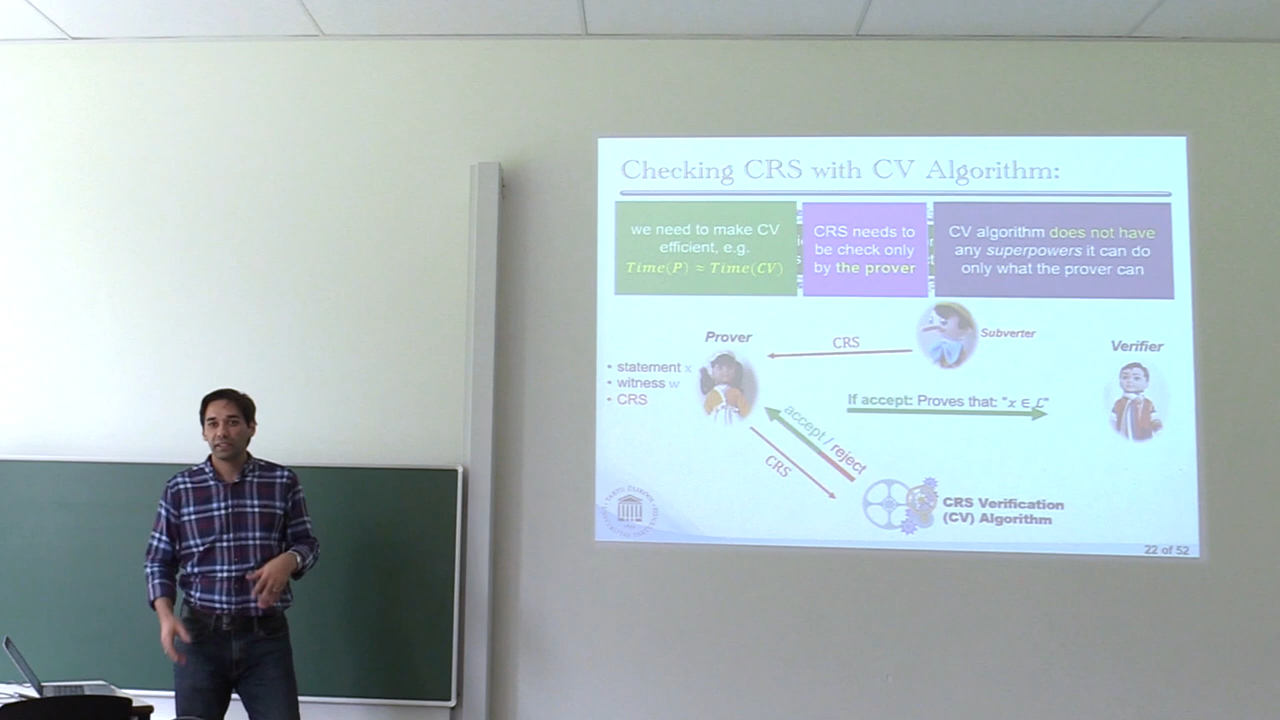 Checking CRS with CV Algorithm:
we need to make CV
efficient, e.g.
Time(P) ≈ Time(CV)
CRS needs to
be check only
by the prover
CV algorithm does not have
any superpowers it can do
only what the prover can
Prover
CRS
Subverter
Verifier
• statement x
• witness w
• CRS
If accept: Proves that: "x ∈ ℒ"
accept / reject
CRS
CRS Verification
(CV) Algorithm
22 of 52